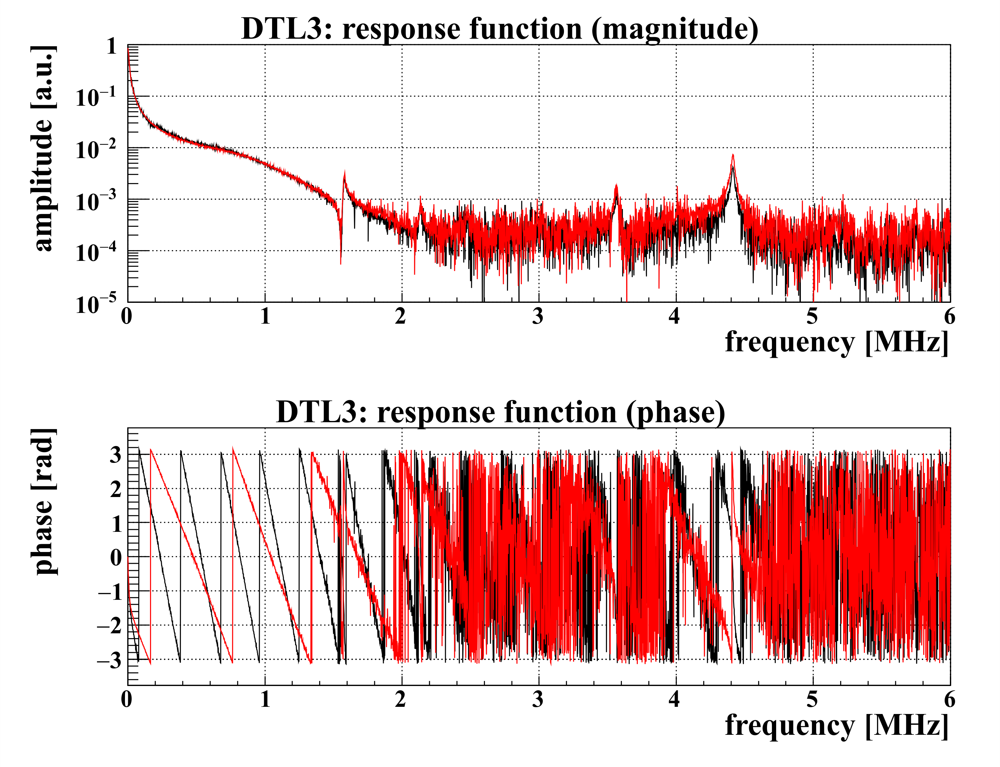 DTL3: response function (magnitude)
amplitude [a.u.]
1
10⁻¹
10⁻²
10⁻³
10⁻⁴
10⁻⁵
0 1 2 3 4 5 6
frequency [MHz]
DTL3: response function (phase)
phase [rad]
3
2
1
0
−1
−2
−3
0 1 2 3 4 5 6
frequency [MHz]